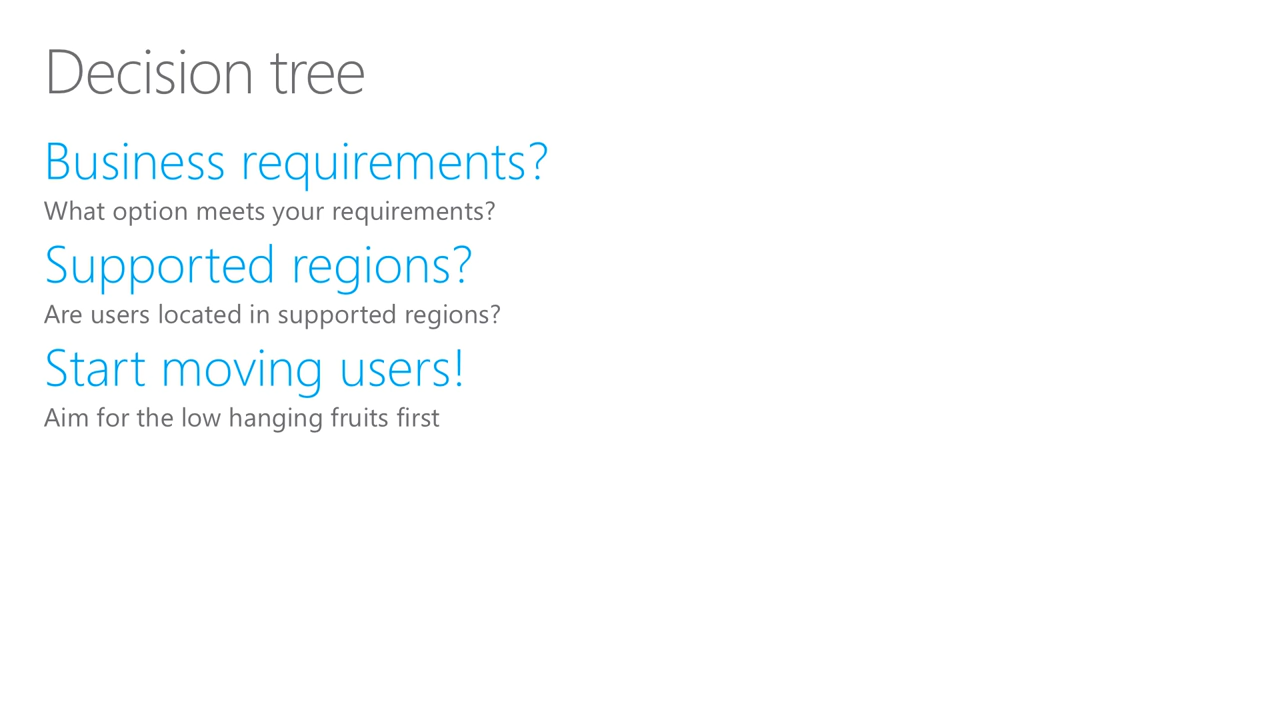 Decision tree
Business requirements?
What option meets your requirements?
Supported regions?
Are users located in supported regions?
Start moving users!
Aim for the low hanging fruits first